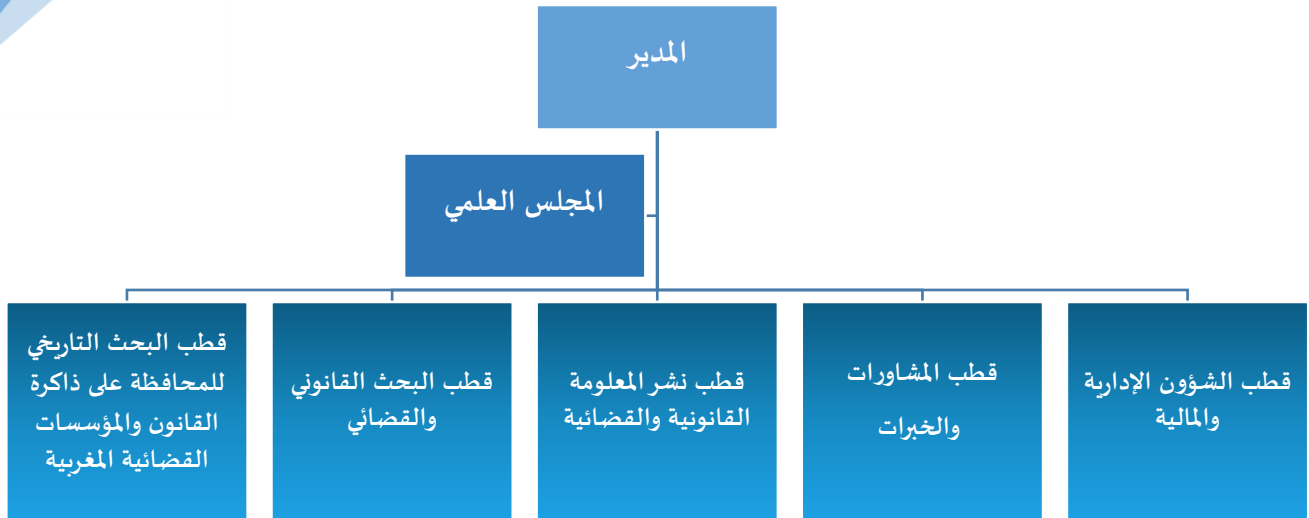 المدير
المجلس العلمي
قطب الشؤون الإدارية
والمالية
قطب المشاورات
والخبرات
قطب نشر المعلومة
القانونية والقضائية
قطب البحث القانوني
والقضائي
قطب البحث التاريخي
للمحافظة على ذاكرة
القانون والمؤسسات
القضائية المغربية